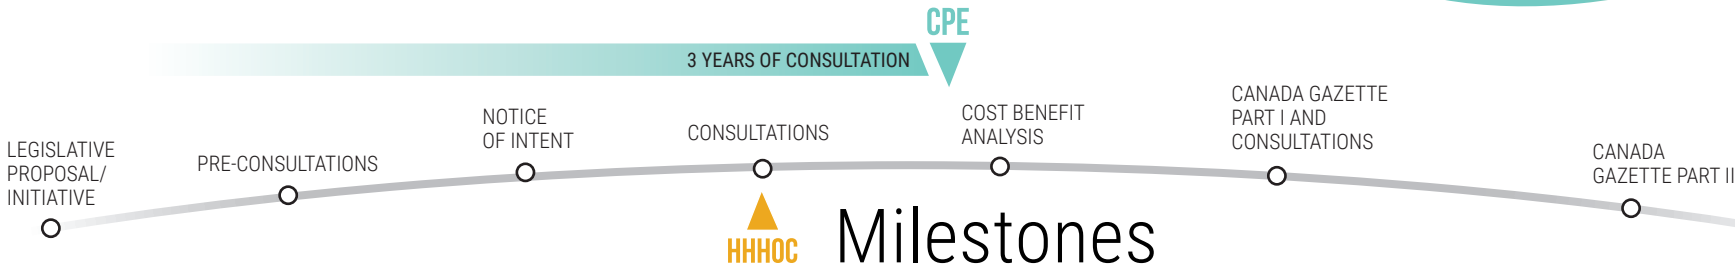 CPE
3 YEARS OF CONSULTATION
LEGISLATIVE
PROPOSAL/
INITIATIVE
PRE-CONSULTATIONS
NOTICE
OF INTENT
CONSULTATIONS
COST BENEFIT
ANALYSIS
CANADA GAZETTE
PART I AND
CONSULTATIONS
CANADA
GAZETTE PART II
HHHOC
Milestones